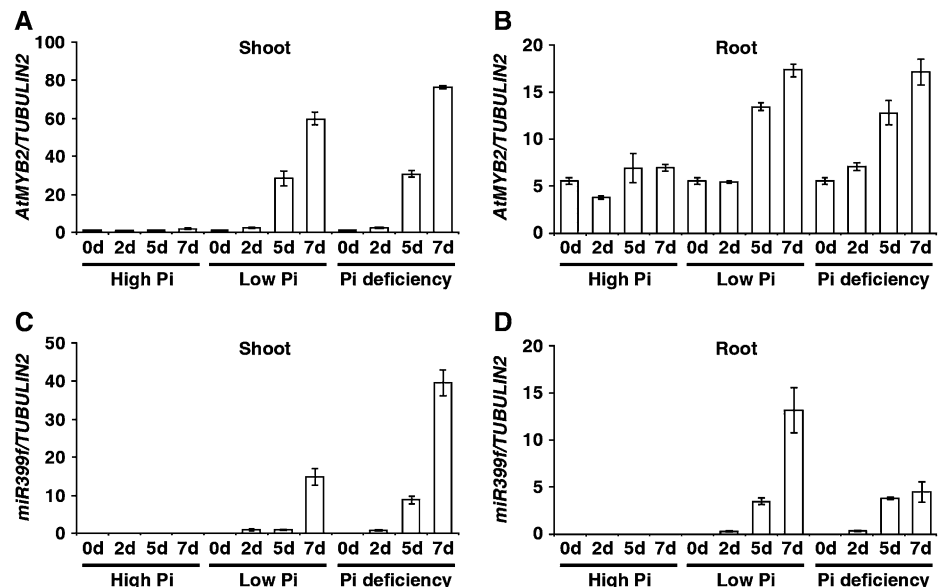 A
Shoot
AtMYB2/TUBULIN2
100
80
60
40
20
0
0d 2d 5d 7d 0d 2d 5d 7d 0d 2d 5d 7d
High Pi Low Pi Pi deficiency
B
Root
AtMYB2/TUBULIN2
20
15
10
5
0
0d 2d 5d 7d 0d 2d 5d 7d 0d 2d 5d 7d
High Pi Low Pi Pi deficiency
C
Shoot
miR399f/TUBULIN2
50
40
30
20
10
0
0d 2d 5d 7d 0d 2d 5d 7d 0d 2d 5d 7d
High Pi Low Pi Pi deficiency
D
Root
miR399f/TUBULIN2
20
15
10
5
0
0d 2d 5d 7d 0d 2d 5d 7d 0d 2d 5d 7d
High Pi Low Pi Pi deficiency